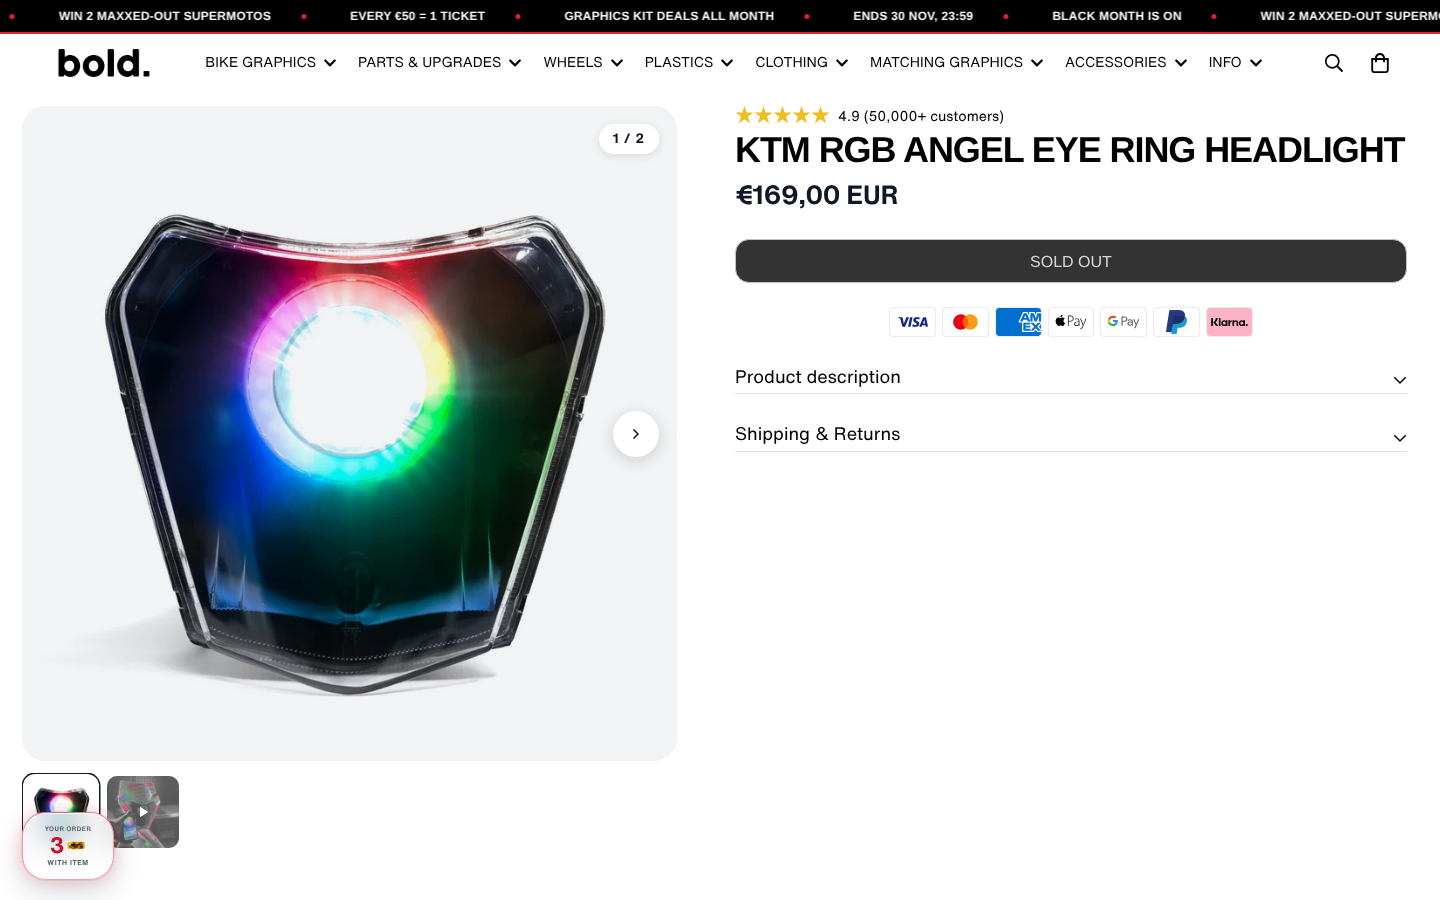 WIN 2 MAXXED-OUT SUPERMOTOS • EVERY €50 = 1 TICKET • GRAPHICS KIT DEALS ALL MONTH • ENDS 30 NOV, 23:59 • BLACK MONTH IS ON • WIN 2 MAXXED-OUT
bold.
BIKE GRAPHICS PARTS & UPGRADES WHEELS PLASTICS CLOTHING MATCHING GRAPHICS ACCESSORIES INFO
1 / 2
4.9 (50,000+ customers)
KTM RGB ANGEL EYE RING HEADLIGHT
€169,00 EUR
SOLD OUT
VISA AMEX Pay G Pay Klarna.
Product description
Shipping & Returns
YOUR ORDER
3
WITH ITEM